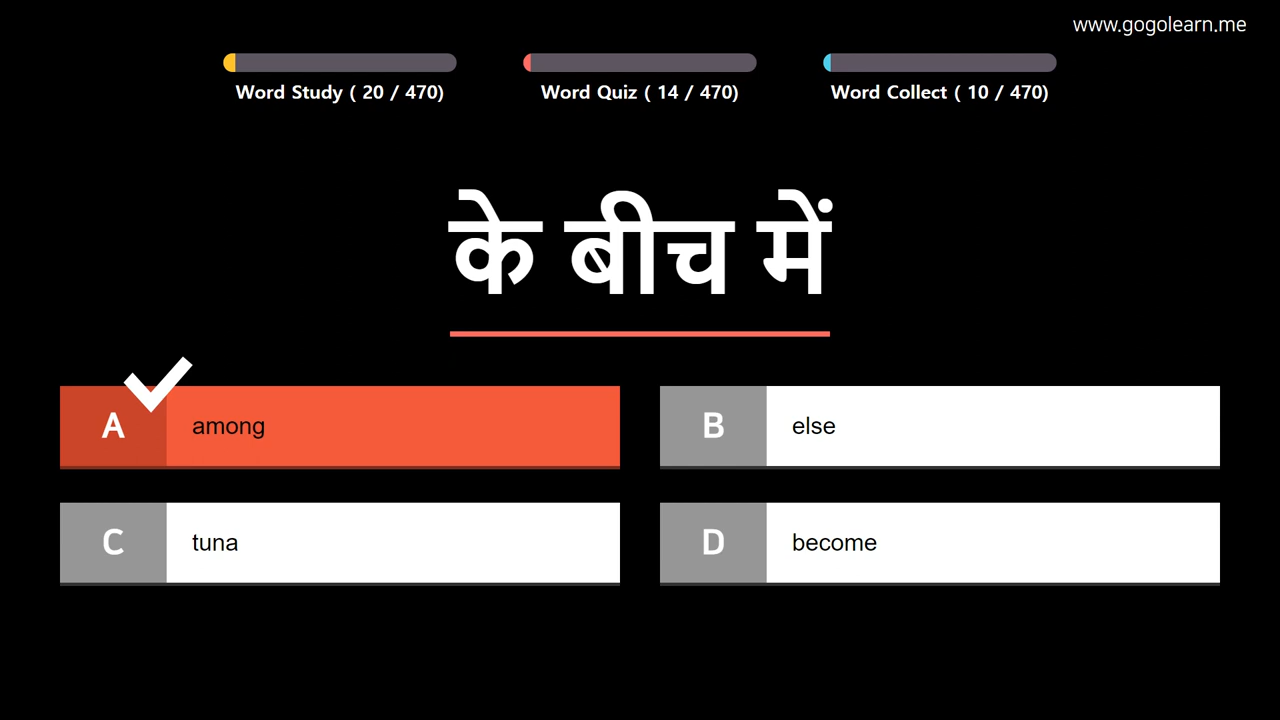 www.gogolearn.me
Word Study ( 20 / 470)
Word Quiz ( 14 / 470)
Word Collect ( 10 / 470)
के बीच में
A among
B else
C tuna
D become